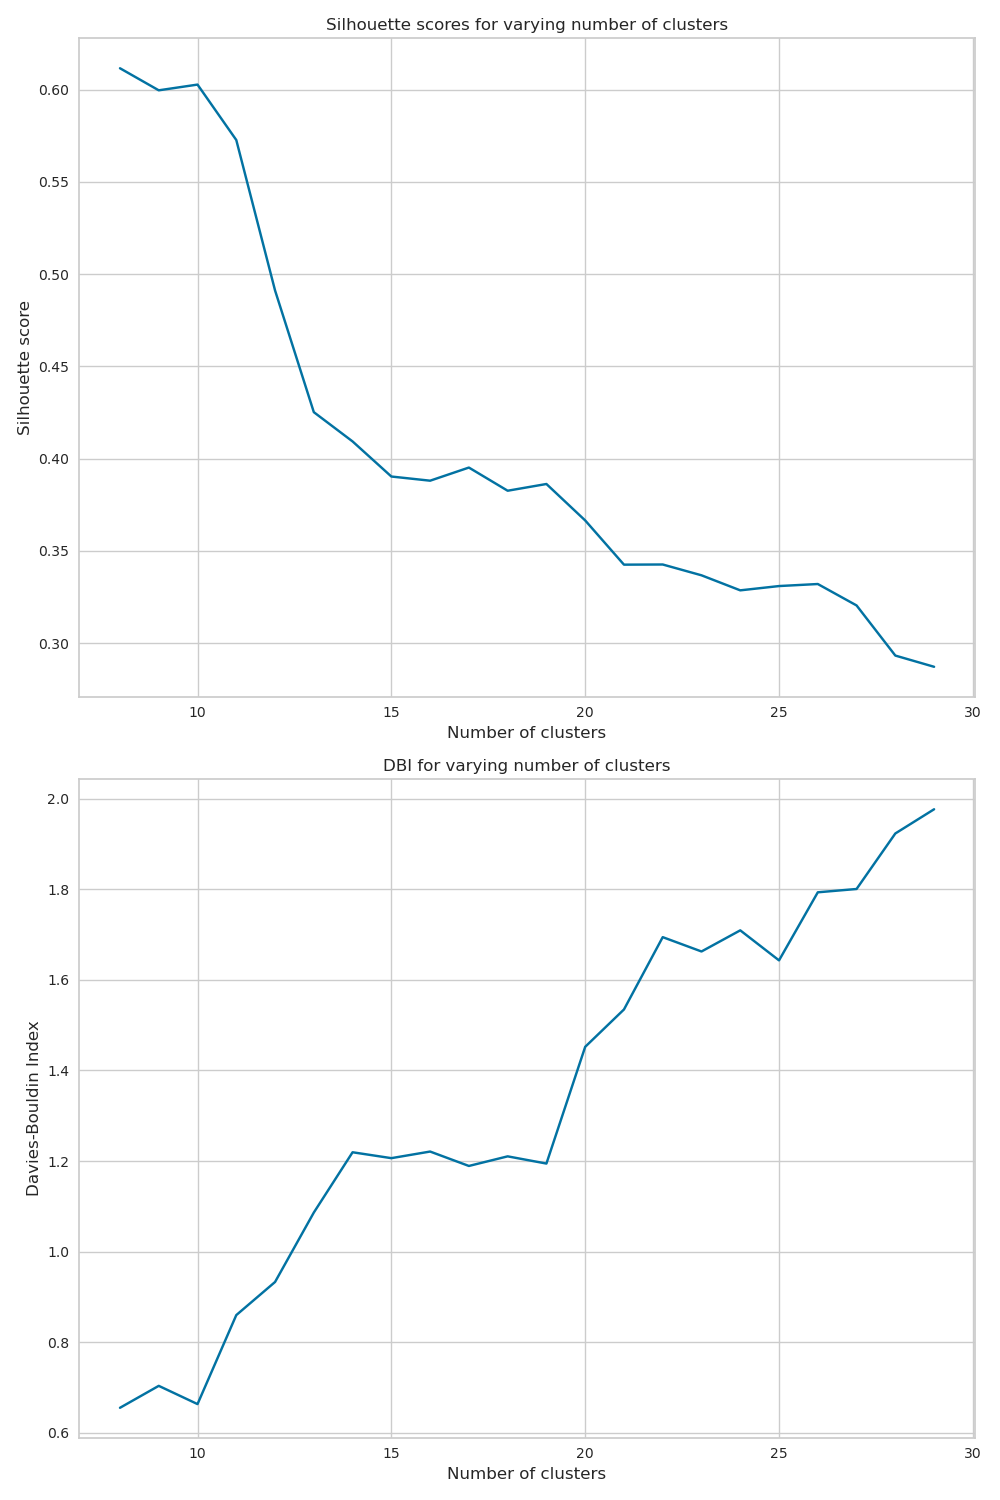 Silhouette scores for varying number of clusters
0.60
0.55
0.50
0.45
0.40
0.35
0.30
Silhouette score
10 15 20 25 30
Number of clusters
DBI for varying number of clusters
2.0
1.8
1.6
1.4
1.2
1.0
0.8
0.6
Davies-Bouldin Index
10 15 20 25 30
Number of clusters